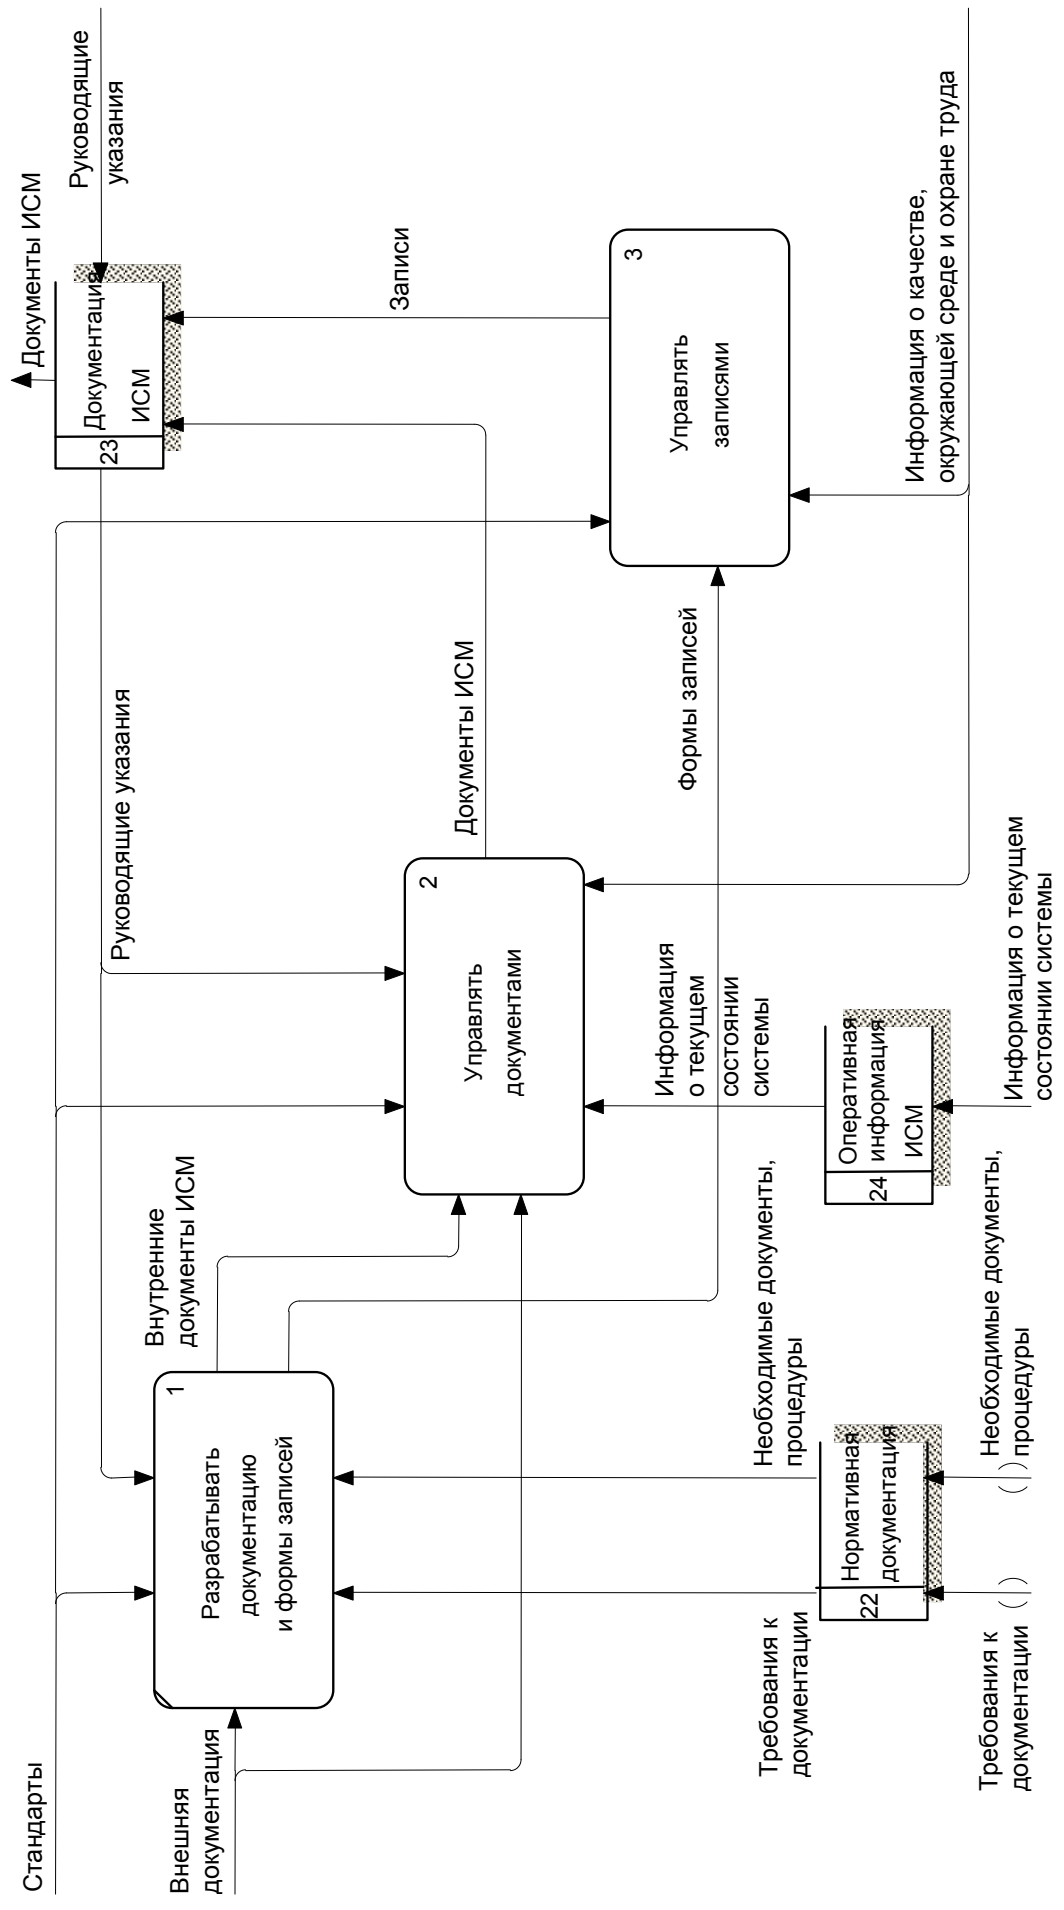 Стандарты
Внешняя
документация
1
Разрабатывать
документацию
и формы записей
Внутренние
документы ИСМ
Руководящие указания
Документы ИСМ
Руководящие
указания
23
Документация
ИСМ
Записи
2
Управлять
документами
Документы ИСМ
3
Управлять
записями
Формы записей
Информация
о текущем
состоянии
системы
Информация о качестве,
окружающей среде и охране труда
Требования к
документации
Необходимые документы,
процедуры
22
Нормативная
документация
24
Оперативная
информация
ИСМ
Требования к
документации
Необходимые документы,
процедуры
Информация о текущем
состоянии системы